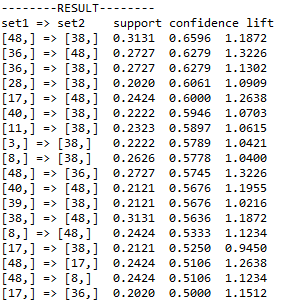 --------RESULT--------
set1 => set2 support confidence lift
[48,] => [38,] 0.3131 0.6596 1.1872
[36,] => [48,] 0.2727 0.6279 1.3226
[36,] => [38,] 0.2727 0.6279 1.1302
[28,] => [38,] 0.2020 0.6061 1.0909
[17,] => [48,] 0.2424 0.6000 1.2638
[40,] => [38,] 0.2222 0.5946 1.0703
[11,] => [38,] 0.2323 0.5897 1.0615
[3,] => [38,] 0.2222 0.5789 1.0421
[8,] => [38,] 0.2626 0.5778 1.0400
[48,] => [36,] 0.2727 0.5745 1.3226
[40,] => [48,] 0.2121 0.5676 1.1955
[39,] => [38,] 0.2121 0.5676 1.0216
[38,] => [48,] 0.3131 0.5636 1.1872
[8,] => [48,] 0.2424 0.5333 1.1234
[17,] => [38,] 0.2121 0.5250 0.9450
[48,] => [17,] 0.2424 0.5106 1.2638
[48,] => [8,] 0.2424 0.5106 1.1234
[17,] => [36,] 0.2020 0.5000 1.1512